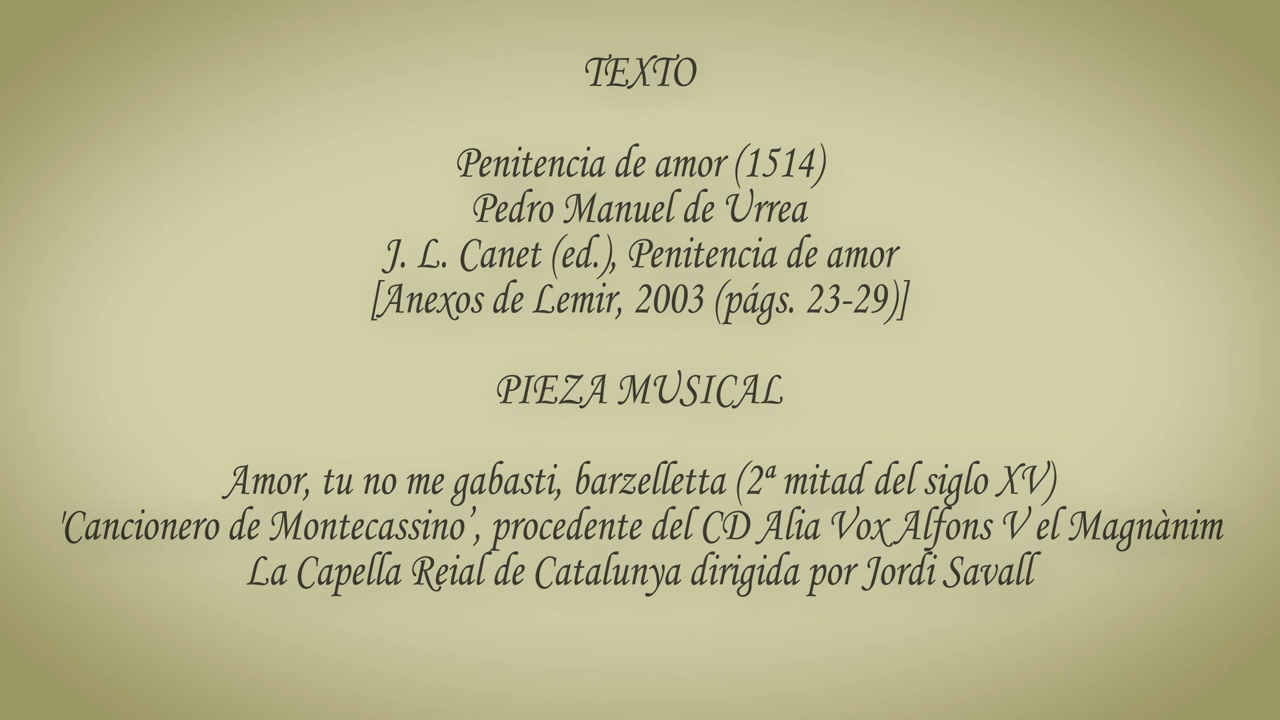 TEXTO
Penitencia de amor (1514)
Pedro Manuel de Urrea
J. L. Canet (ed.), Penitencia de amor
[Anexos de Lemir, 2003 (págs. 23-29)]
PIEZA MUSICAL
Amor, tu no me gabasti, barzelletta (2ª mitad del siglo XV)
'Cancionero de Montecassino’, procedente del CD Alia Vox Alfons V el Magnànim
La Capella Reial de Catalunya dirigida por Jordi Savall